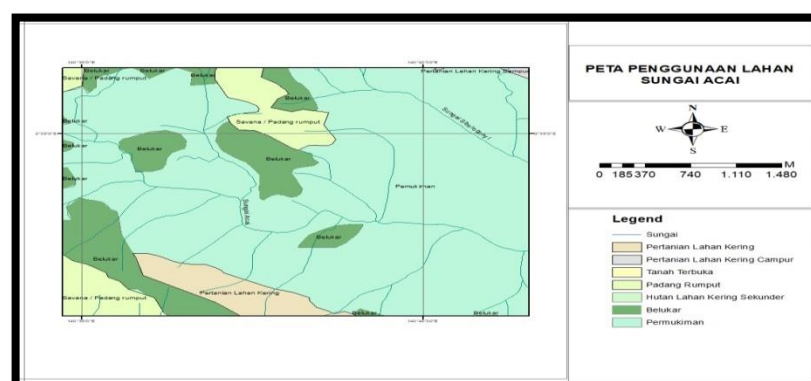 PETA PENGGUNAAN LAHAN
SUNGAI ACAI
N
W E
S
M
0 185 370 740 1.110 1.480
Legend
Sungai
Pertanian Lahan Kering
Pertanian Lahan Kering Campur
Tanah Terbuka
Padang Rumput
Hutan Lahan Kering Sekunder
Belukar
Permukiman
Belukar
Belukar
Belukar
Savana / Padang rumput
Pertanian Lahan Kering Campur
Belukar
Savana / Padang rumput
Belukar
Belukar
Belukar
Belukar
Pemukiman
Sungai Acai
Belukar
Belukar
Pertanian Lahan Kering
Savana / Padang rumput
Belukar
Belukar